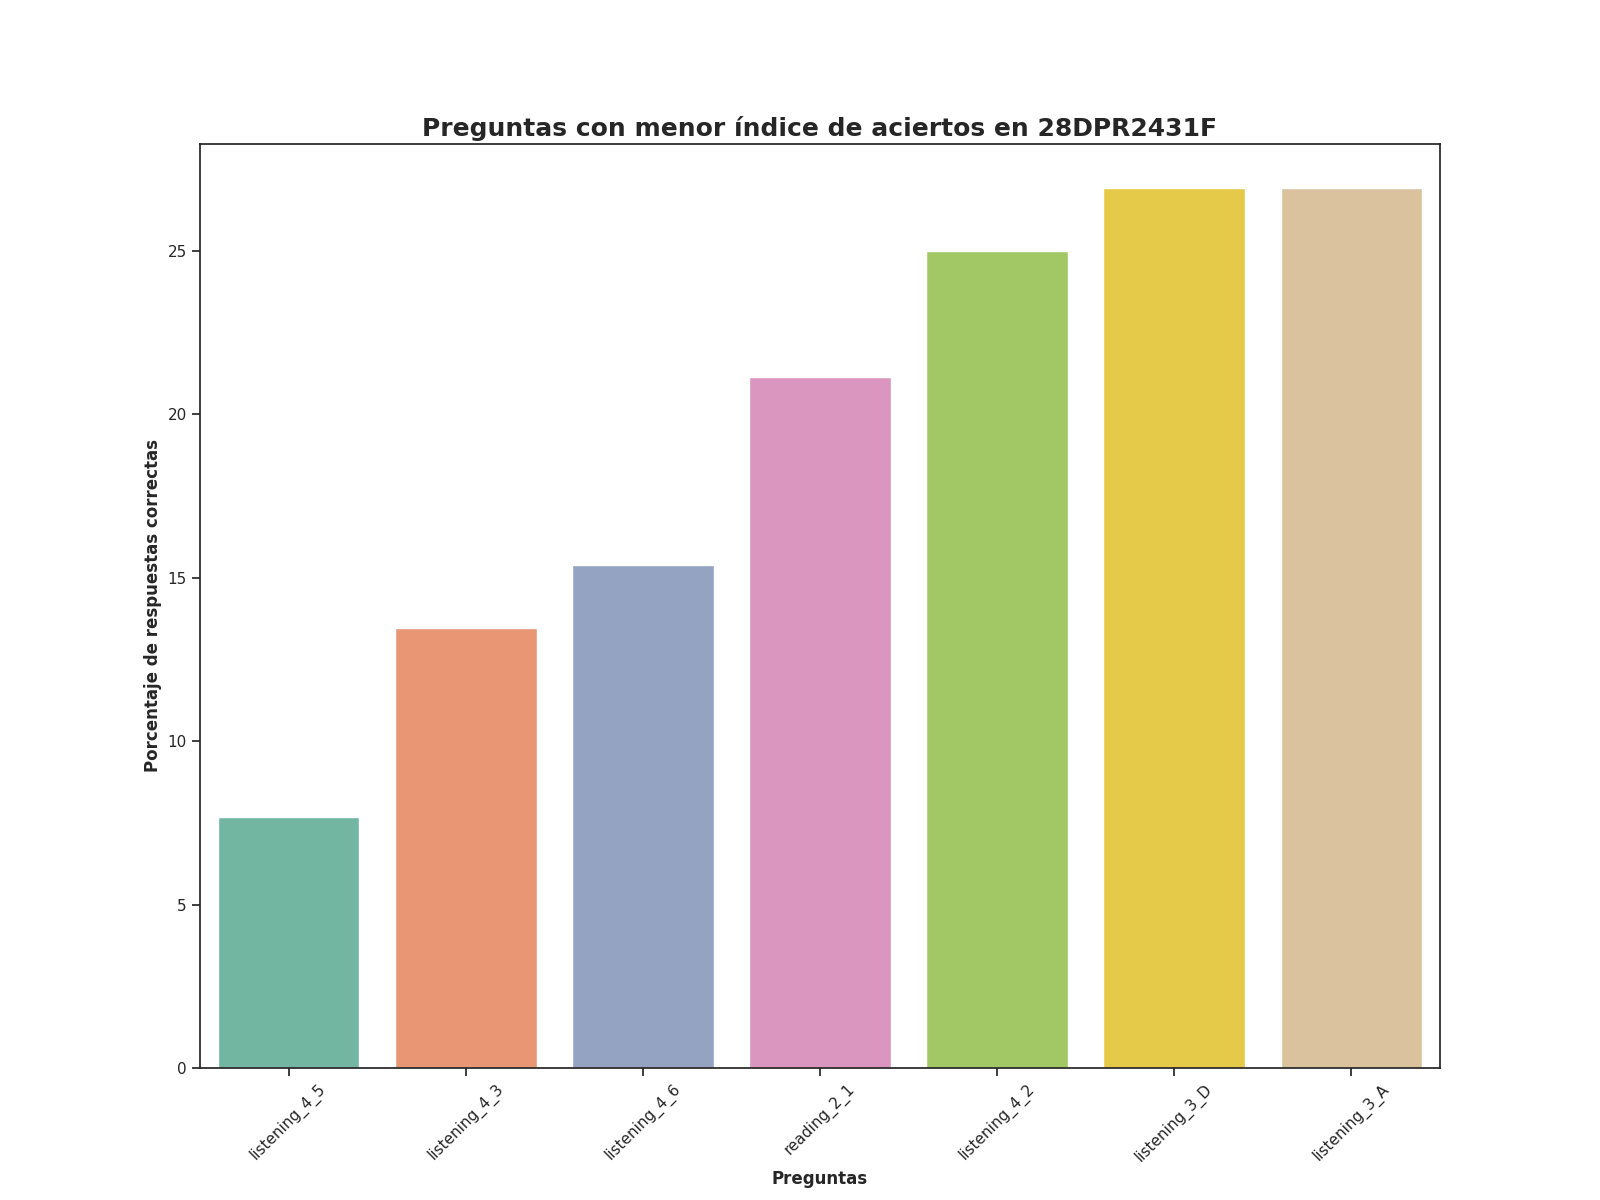 Preguntas con menor índice de aciertos en 28DPR2431F
Porcentaje de respuestas correctas
25
20
15
10
5
0
listening_4_5
listening_4_3
listening_4_6
reading_2_1
listening_4_2
listening_3_D
listening_3_A
Preguntas